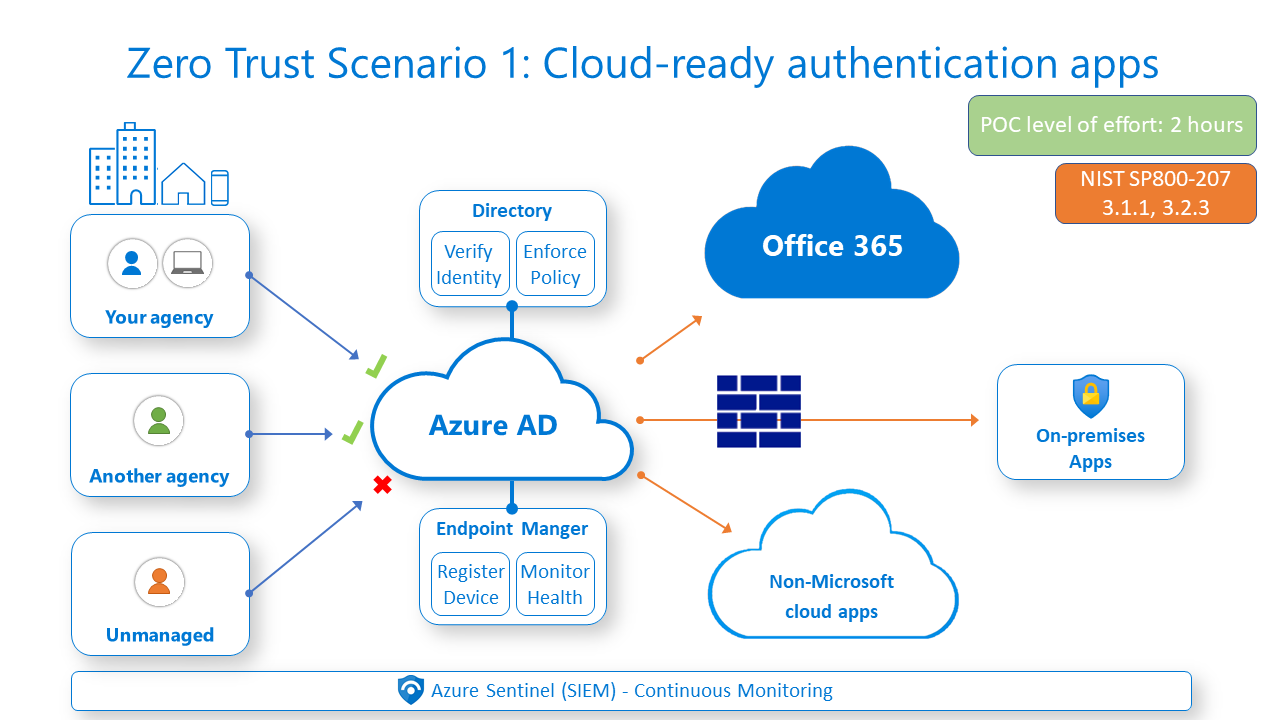 Zero Trust Scenario 1: Cloud-ready authentication apps
POC level of effort: 2 hours
NIST SP800-207
3.1.1, 3.2.3
Your agency
Another agency
Unmanaged
Directory
Verify
Identity
Enforce
Policy
Azure AD
Endpoint Manger
Register
Device
Monitor
Health
Office 365
On-premises
Apps
Non-Microsoft
cloud apps
Azure Sentinel (SIEM) - Continuous Monitoring